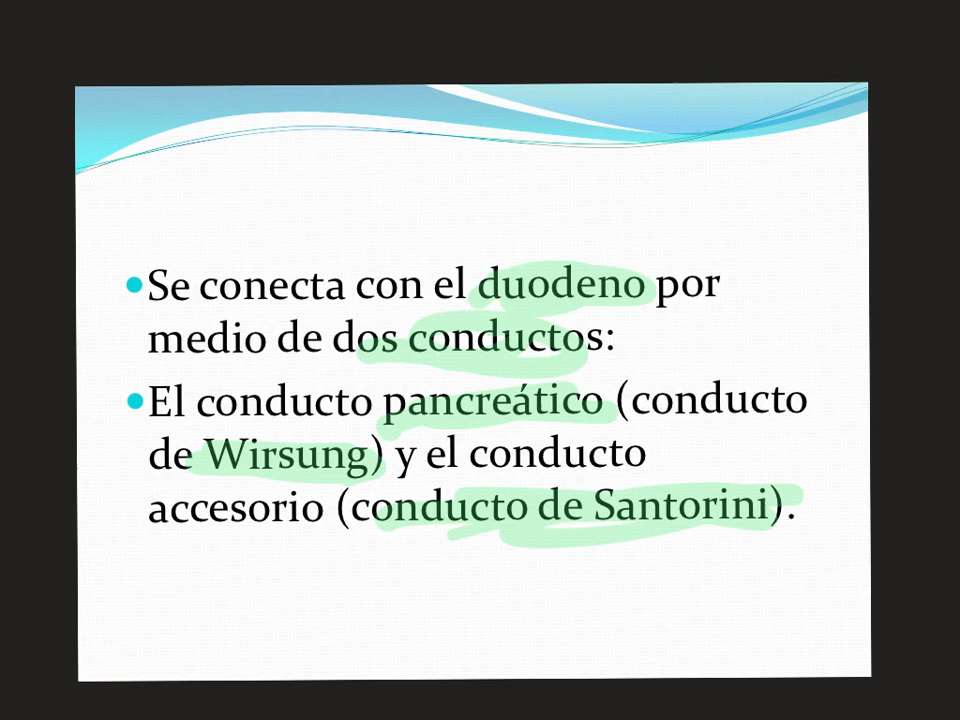 Se conecta con el duodeno por
medio de dos conductos:
El conducto pancreático (conducto
de Wirsung) y el conducto
accesorio (conducto de Santorini).